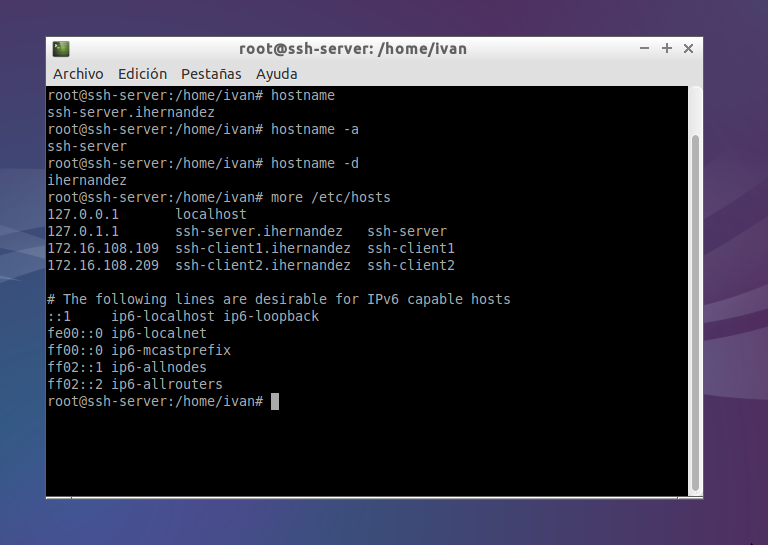 root@ssh-server: /home/ivan
Archivo Edición Pestañas Ayuda
root@ssh-server:/home/ivan# hostname
ssh-server.ihernandez
root@ssh-server:/home/ivan# hostname -a
ssh-server
root@ssh-server:/home/ivan# hostname -d
ihernandez
root@ssh-server:/home/ivan# more /etc/hosts
127.0.0.1       localhost
127.0.1.1       ssh-server.ihernandez   ssh-server
172.16.108.109  ssh-client1.ihernandez  ssh-client1
172.16.108.209  ssh-client2.ihernandez  ssh-client2
# The following lines are desirable for IPv6 capable hosts
::1     ip6-localhost ip6-loopback
fe00::0 ip6-localnet
ff00::0 ip6-mcastprefix
ff02::1 ip6-allnodes
ff02::2 ip6-allrouters
root@ssh-server:/home/ivan#